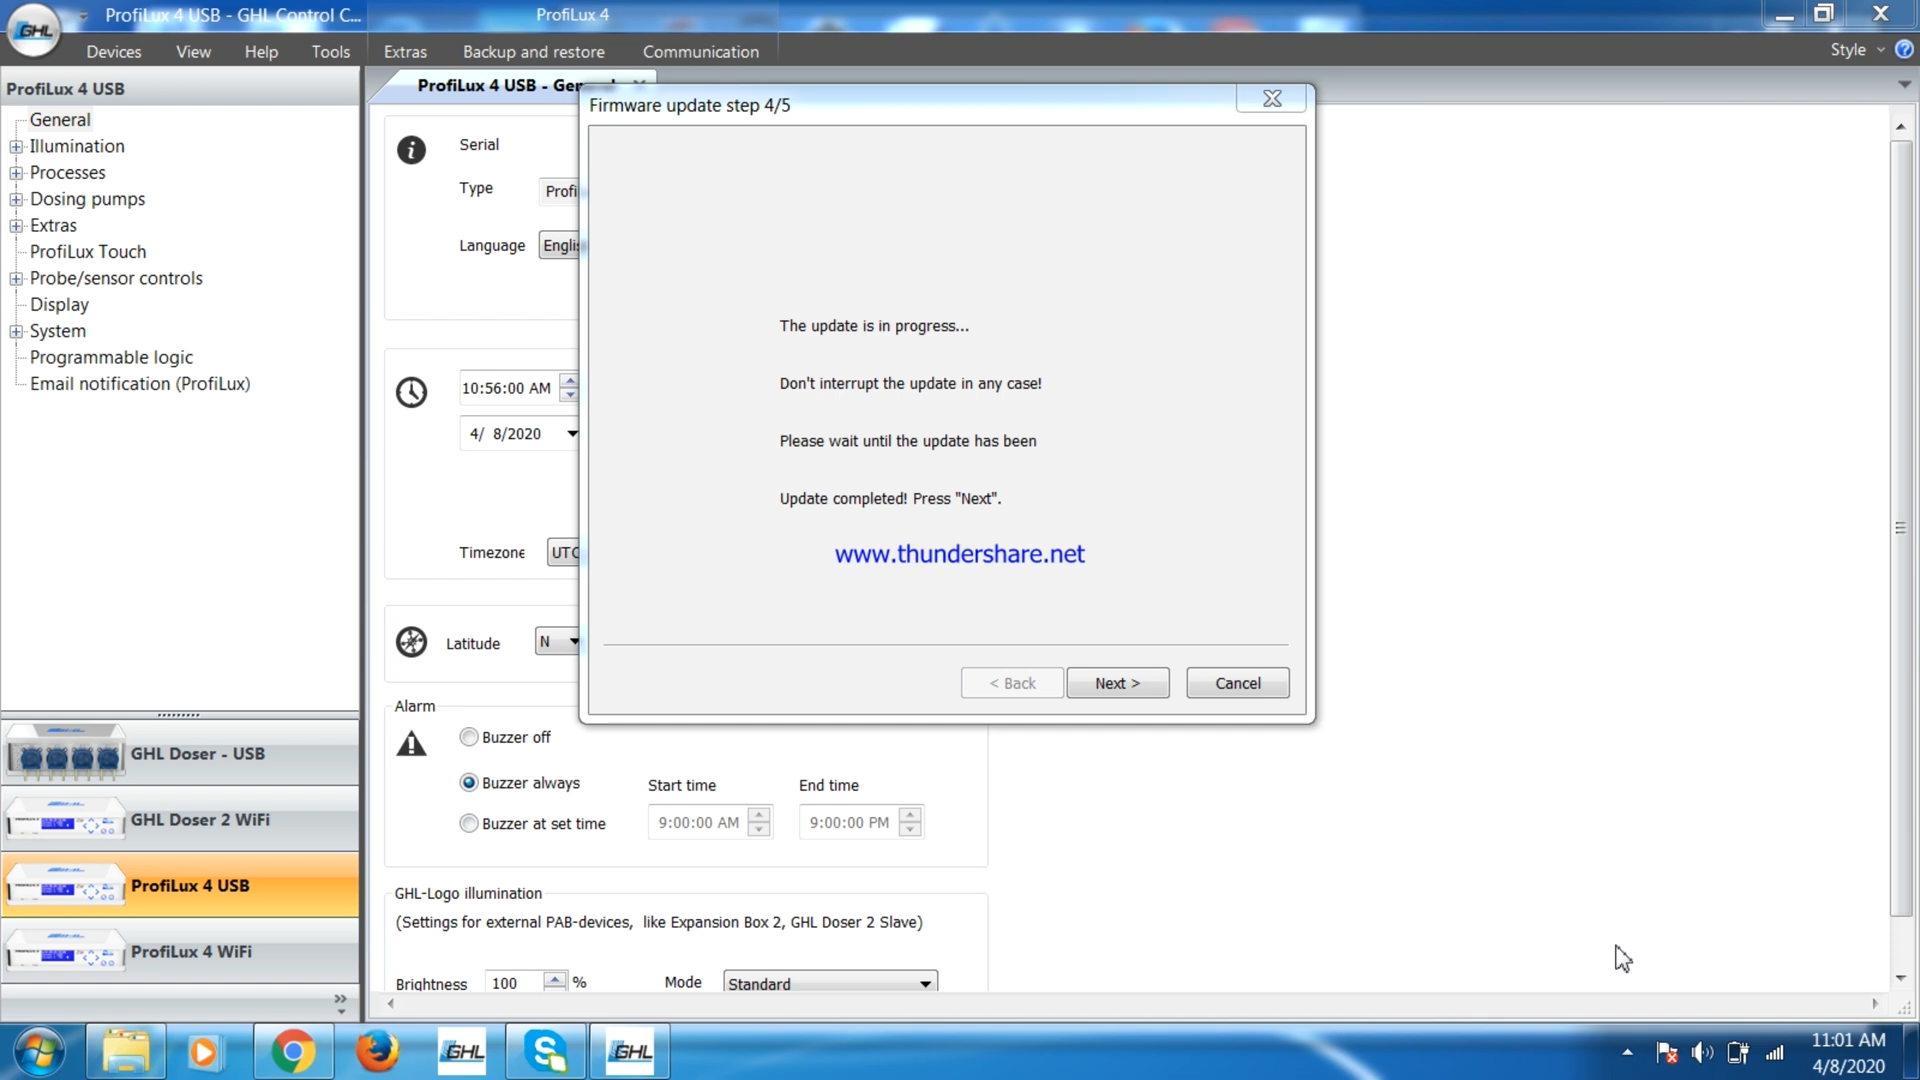 ProfiLux 4 USB - GHL Control C...
ProfiLux 4
GHL
Devices
View
Help
Tools
Extras
Backup and restore
Communication
Style
ProfiLux 4 USB
General
Illumination
Processes
Dosing pumps
Extras
ProfiLux Touch
Probe/sensor controls
Display
System
Programmable logic
Email notification (ProfiLux)
GHL Doser - USB
GHL Doser 2 WiFi
ProfiLux 4 USB
ProfiLux 4 WiFi
ProfiLux 4 USB - General
Serial
Type
Profi
Language
Englis
10:56:00 AM
4/ 8/2020
Timezone
UTC
Latitude
N
Alarm
Buzzer off
Buzzer always
Buzzer at set time
Start time
End time
9:00:00 AM
9:00:00 PM
GHL-Logo illumination
(Settings for external PAB-devices, like Expansion Box 2, GHL Doser 2 Slave)
Brightness
100
%
Mode
Standard
Firmware update step 4/5
The update is in progress...
Don't interrupt the update in any case!
Please wait until the update has been
Update completed! Press "Next".
www.thundershare.net
< Back
Next >
Cancel
GHL
GHL
11:01 AM
4/8/2020